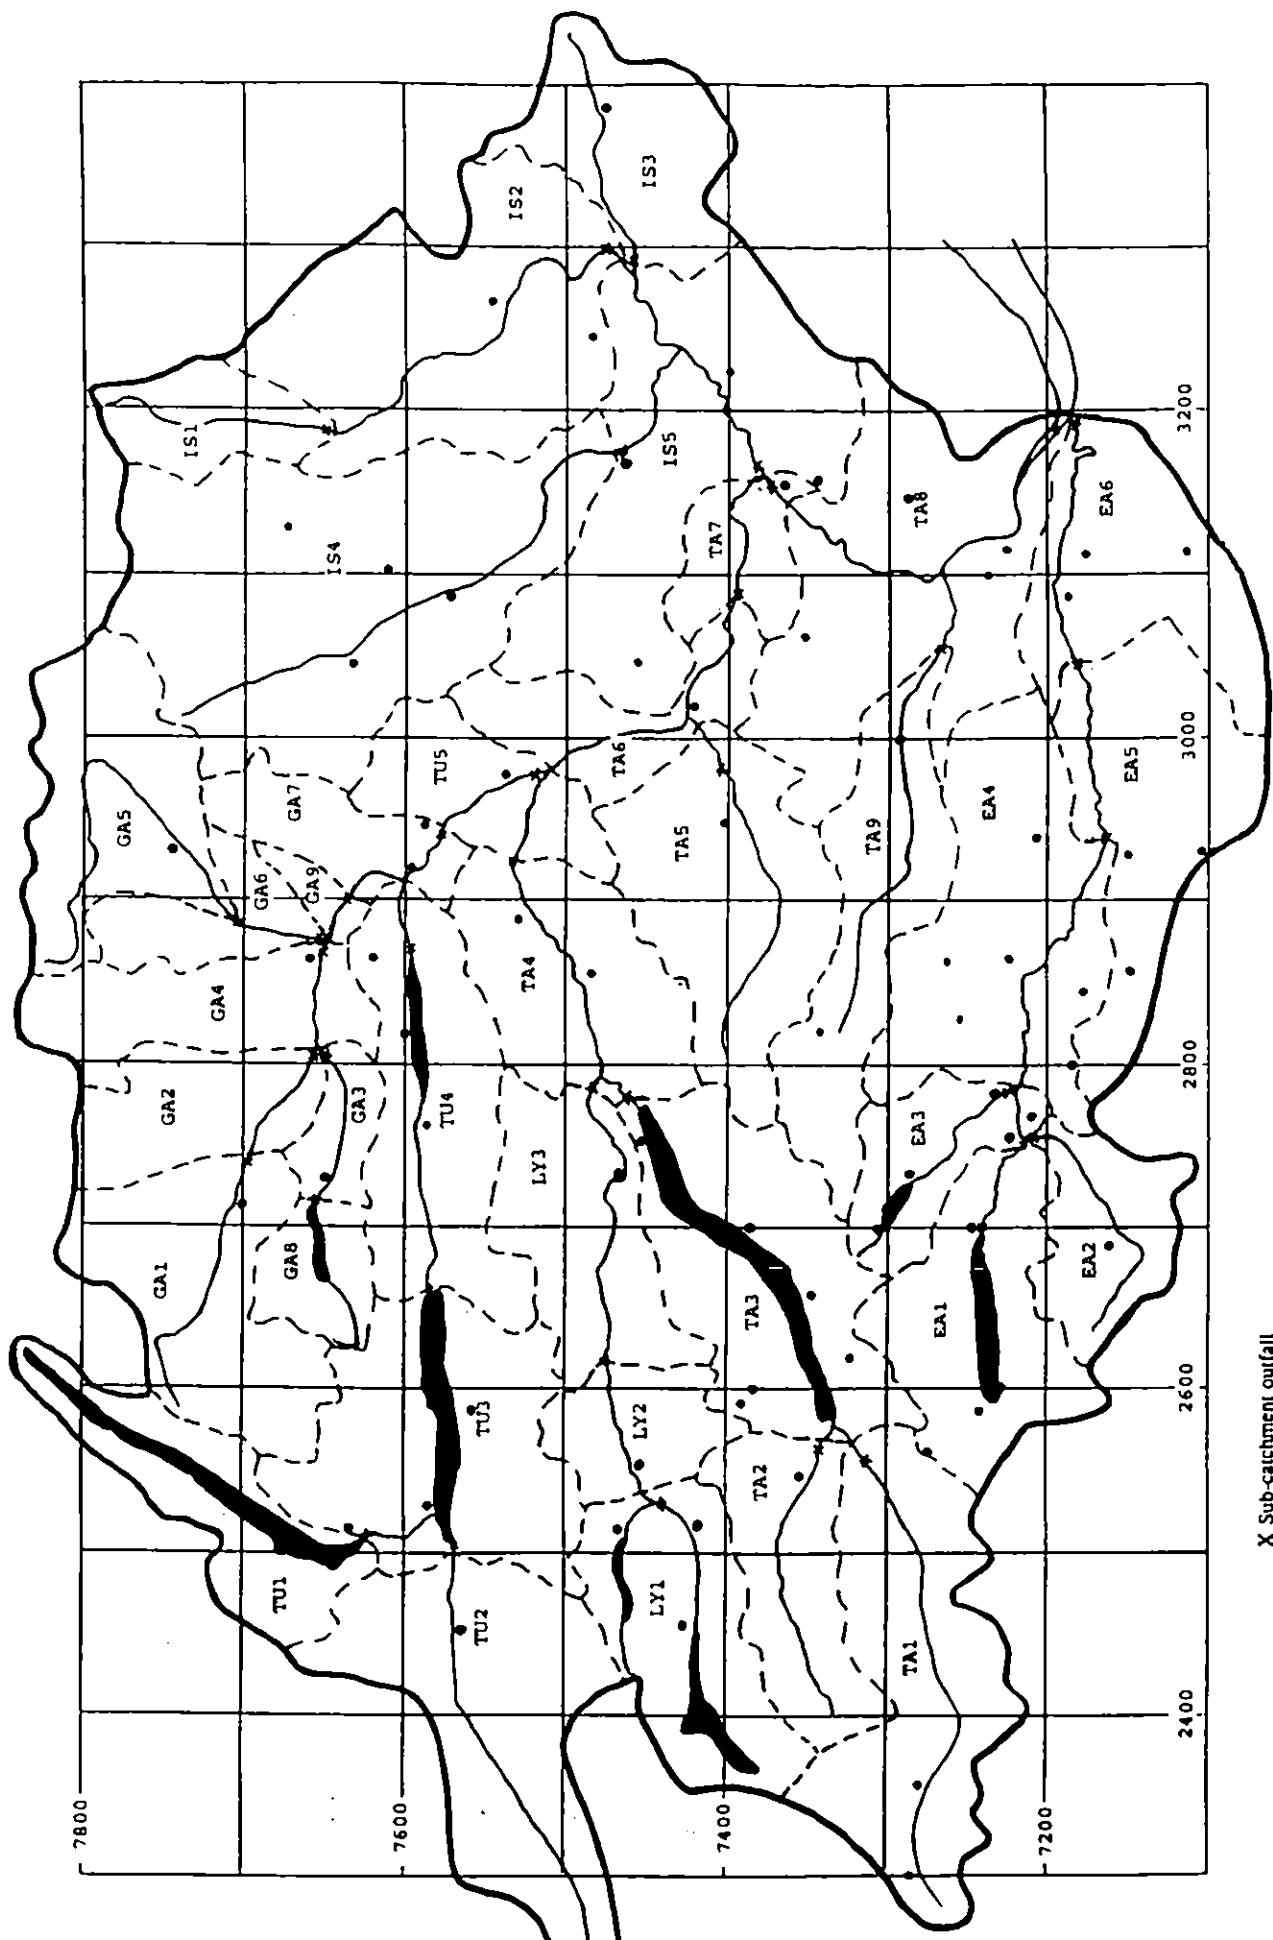 7800
7600
7400
7200
2400
2600
2800
3000
3200
GA1
GA2
GA3
GA4
GA5
GA6
GA7
GA8
GA9
TU1
TU2
TU3
TU4
TU5
LY1
LY2
LY3
TA1
TA2
TA3
TA4
TA5
TA6
TA7
TA8
TA9
EA1
EA2
EA3
EA4
EA5
EA6
IS1
IS2
IS3
IS4
IS5
X Sub-catchment outfall